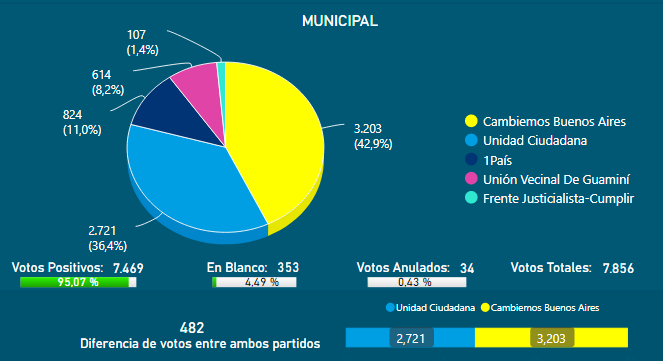 MUNICIPAL
107
(1,4%)
614
(8,2%)
824
(11,0%)
3.203
(42,9%)
2.721
(36,4%)
Cambiemos Buenos Aires
Unidad Ciudadana
1País
Unión Vecinal De Guaminí
Frente Justicialista-Cumplir
Votos Positivos: 7.469
95,07 %
En Blanco: 353
4,49 %
Votos Anulados: 34
0,43 %
Votos Totales: 7.856
Unidad Ciudadana Cambiemos Buenos Aires
482
Diferencia de votos entre ambos partidos
2,721 3,203